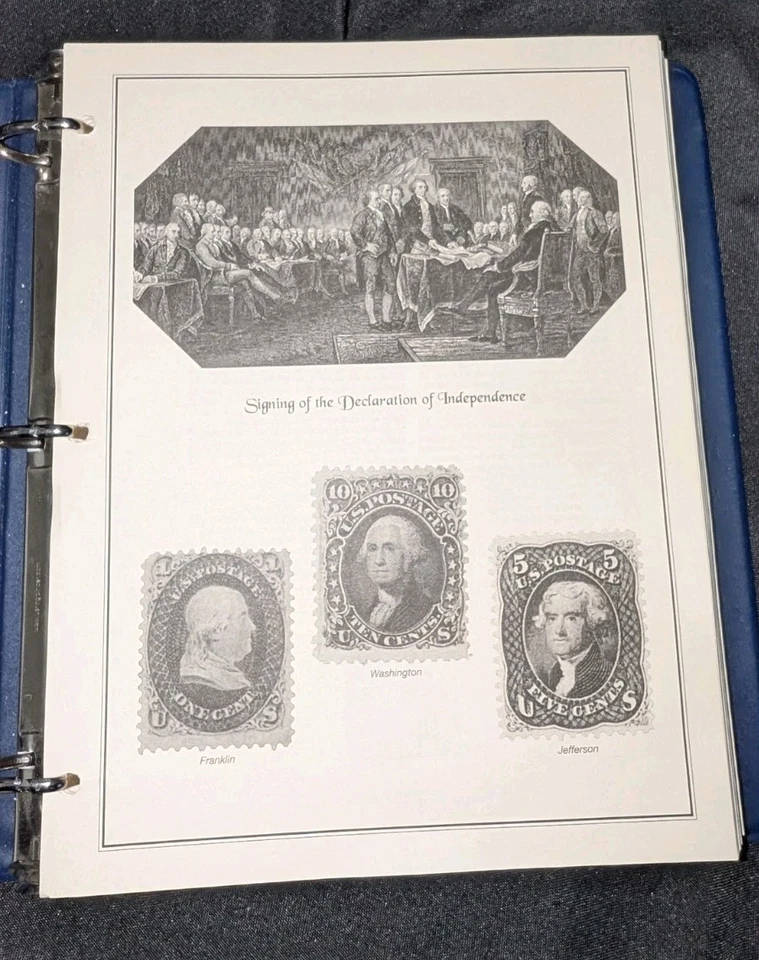 Signing of the Declaration of Independence
10 10
U.S. POSTAGE
TEN CENTS
U S
Washington
1 1
U.S. POSTAGE
ONE CENT
U S
Franklin
5 5
U.S. POSTAGE
FIVE CENTS
U S
Jefferson